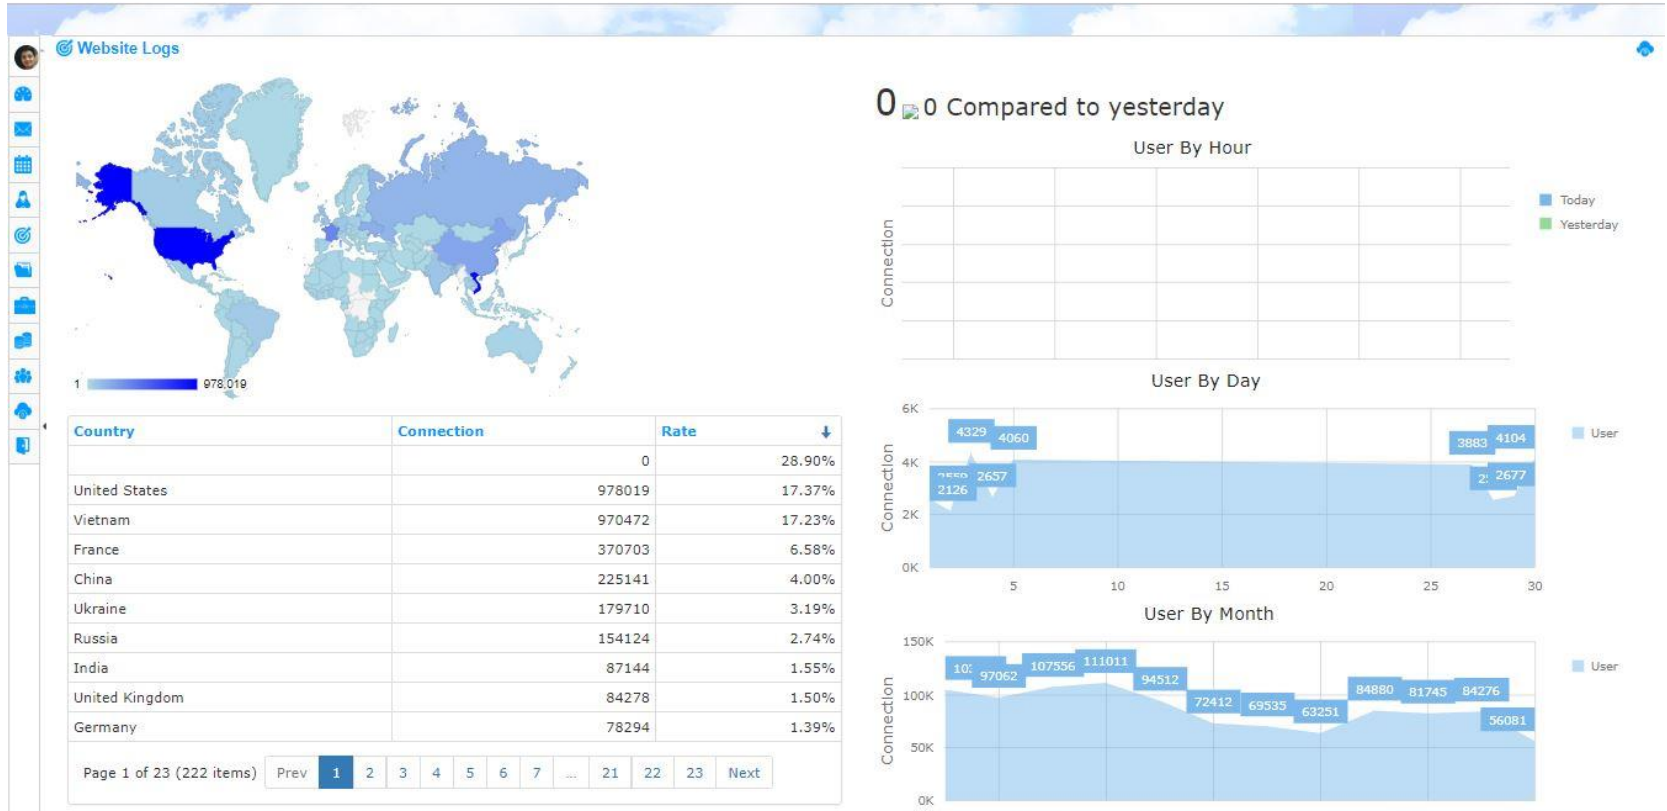 Website Logs
1 978,019
Country Connection Rate
0 28.90%
United States 978019 17.37%
Vietnam 970472 17.23%
France 370703 6.58%
China 225141 4.00%
Ukraine 179710 3.19%
Russia 154124 2.74%
India 87144 1.55%
United Kingdom 84278 1.50%
Germany 78294 1.39%
Page 1 of 23 (222 items) Prev 1 2 3 4 5 6 7 ... 21 22 23 Next
0 0 Compared to yesterday
User By Hour
Connection
Today
Yesterday
User By Day
Connection
6K
4K
2K
0K
4329 4060 3883 4104
2657 2677
2126
5 10 15 20 25 30
User
User By Month
Connection
150K
100K
50K
0K
97062 107556 111011 94512 72412 69535 63251 84880 81745 84276 56081
User